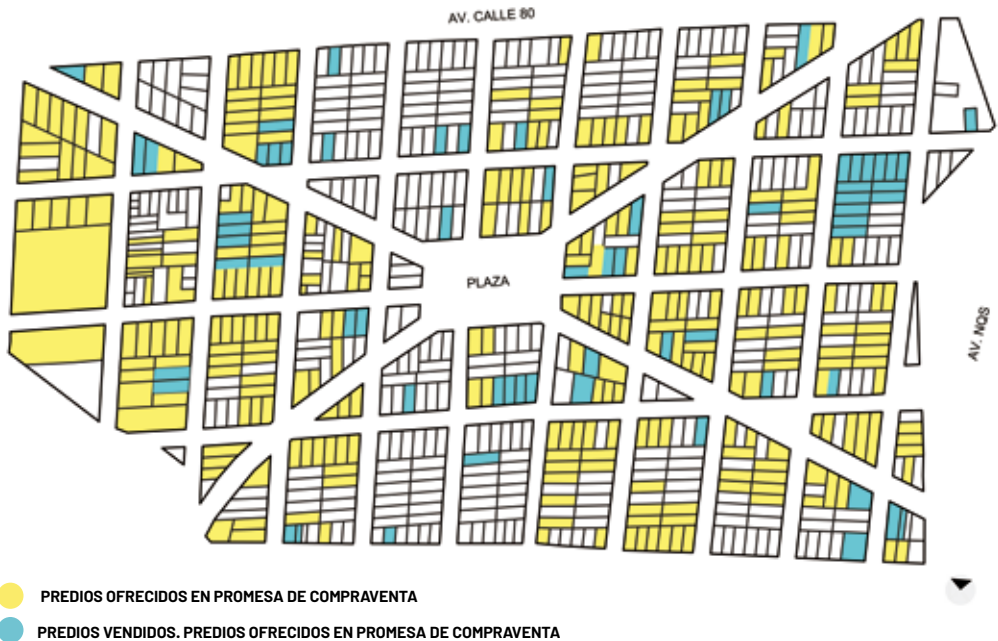 AV. CALLE 80
PLAZA
AV. NQS
PREDIOS OFRECIDOS EN PROMESA DE COMPRAVENTA
PREDIOS VENDIDOS. PREDIOS OFRECIDOS EN PROMESA DE COMPRAVENTA